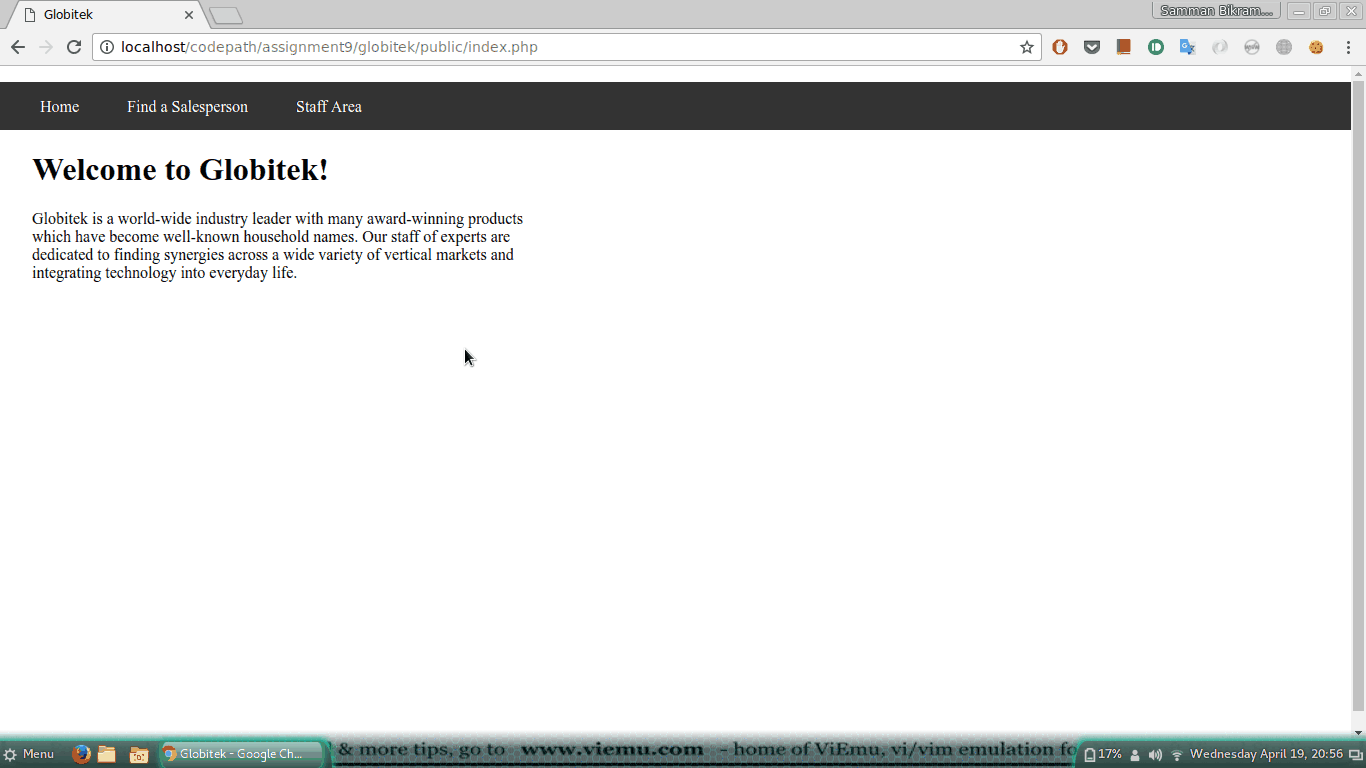 Globitek
Samman Bikram...
localhost/codepath/assignment9/globitek/public/index.php
Home Find a Salesperson Staff Area
Welcome to Globitek!
Globitek is a world-wide industry leader with many award-winning products
which have become well-known household names. Our staff of experts are
dedicated to finding synergies across a wide variety of vertical markets and
integrating technology into everyday life.
Menu Globitek - Google Ch... & more tips, go to www.viemu.com - home of ViEmu, vi/vim emulation fo 17% Wednesday April 19, 20:56